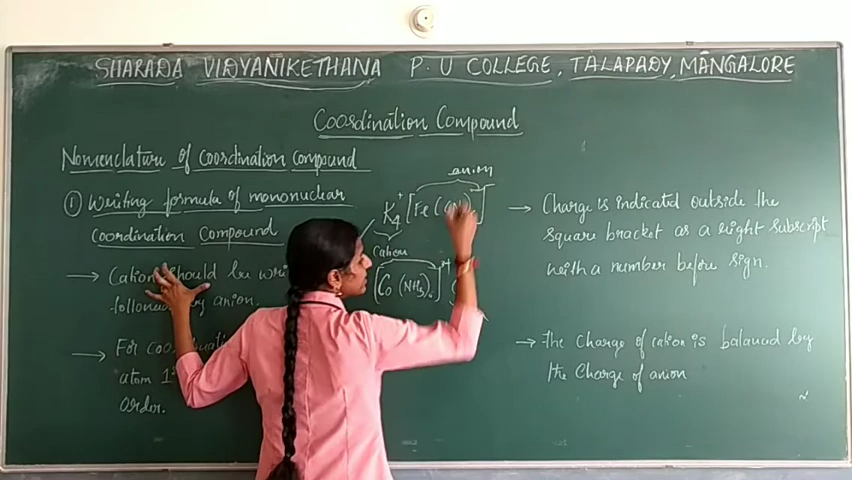 SHARADA VIDYANIKETHANA P.U COLLEGE, TALAPADY, MANGALORE
Coordination Compound
Nomenclature of coordination compound
① Writing formula of mononuclear
Coordination Compound
→ Cation should be
followed by anion.
→ For
atom 1
order.
anion
K4+ [Fe(CN)
Cation
[Co(NH3)
→ Charge is indicated outside the
square bracket as a right subscript
with a number before sign.
→ The charge of cation is balanced by
the charge of anion